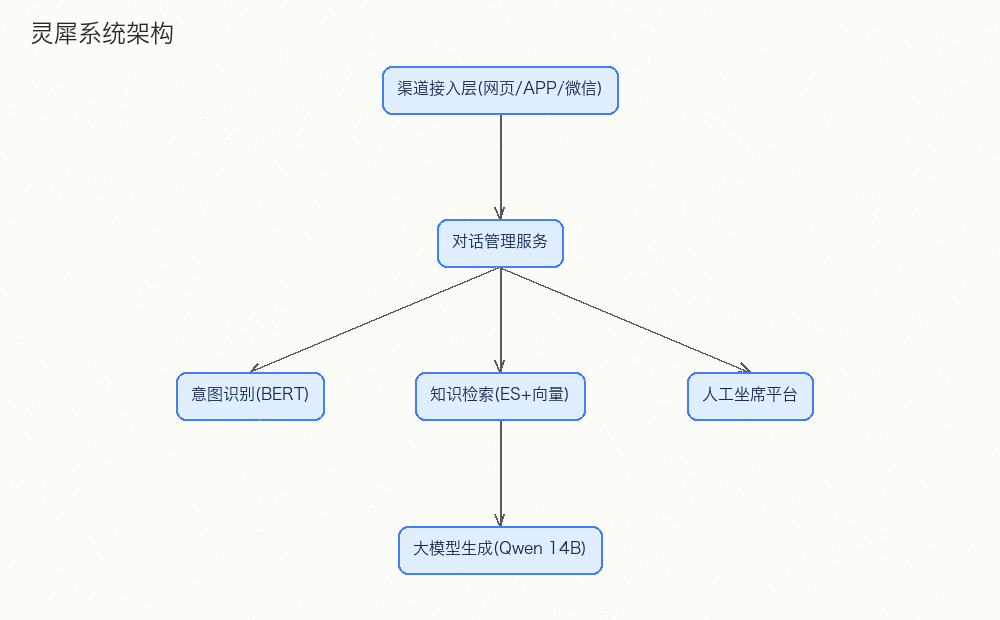 灵犀系统架构
渠道接入层(网页/APP/微信)
对话管理服务
意图识别(BERT)
知识检索(ES+向量)
人工坐席平台
大模型生成(Qwen 14B)